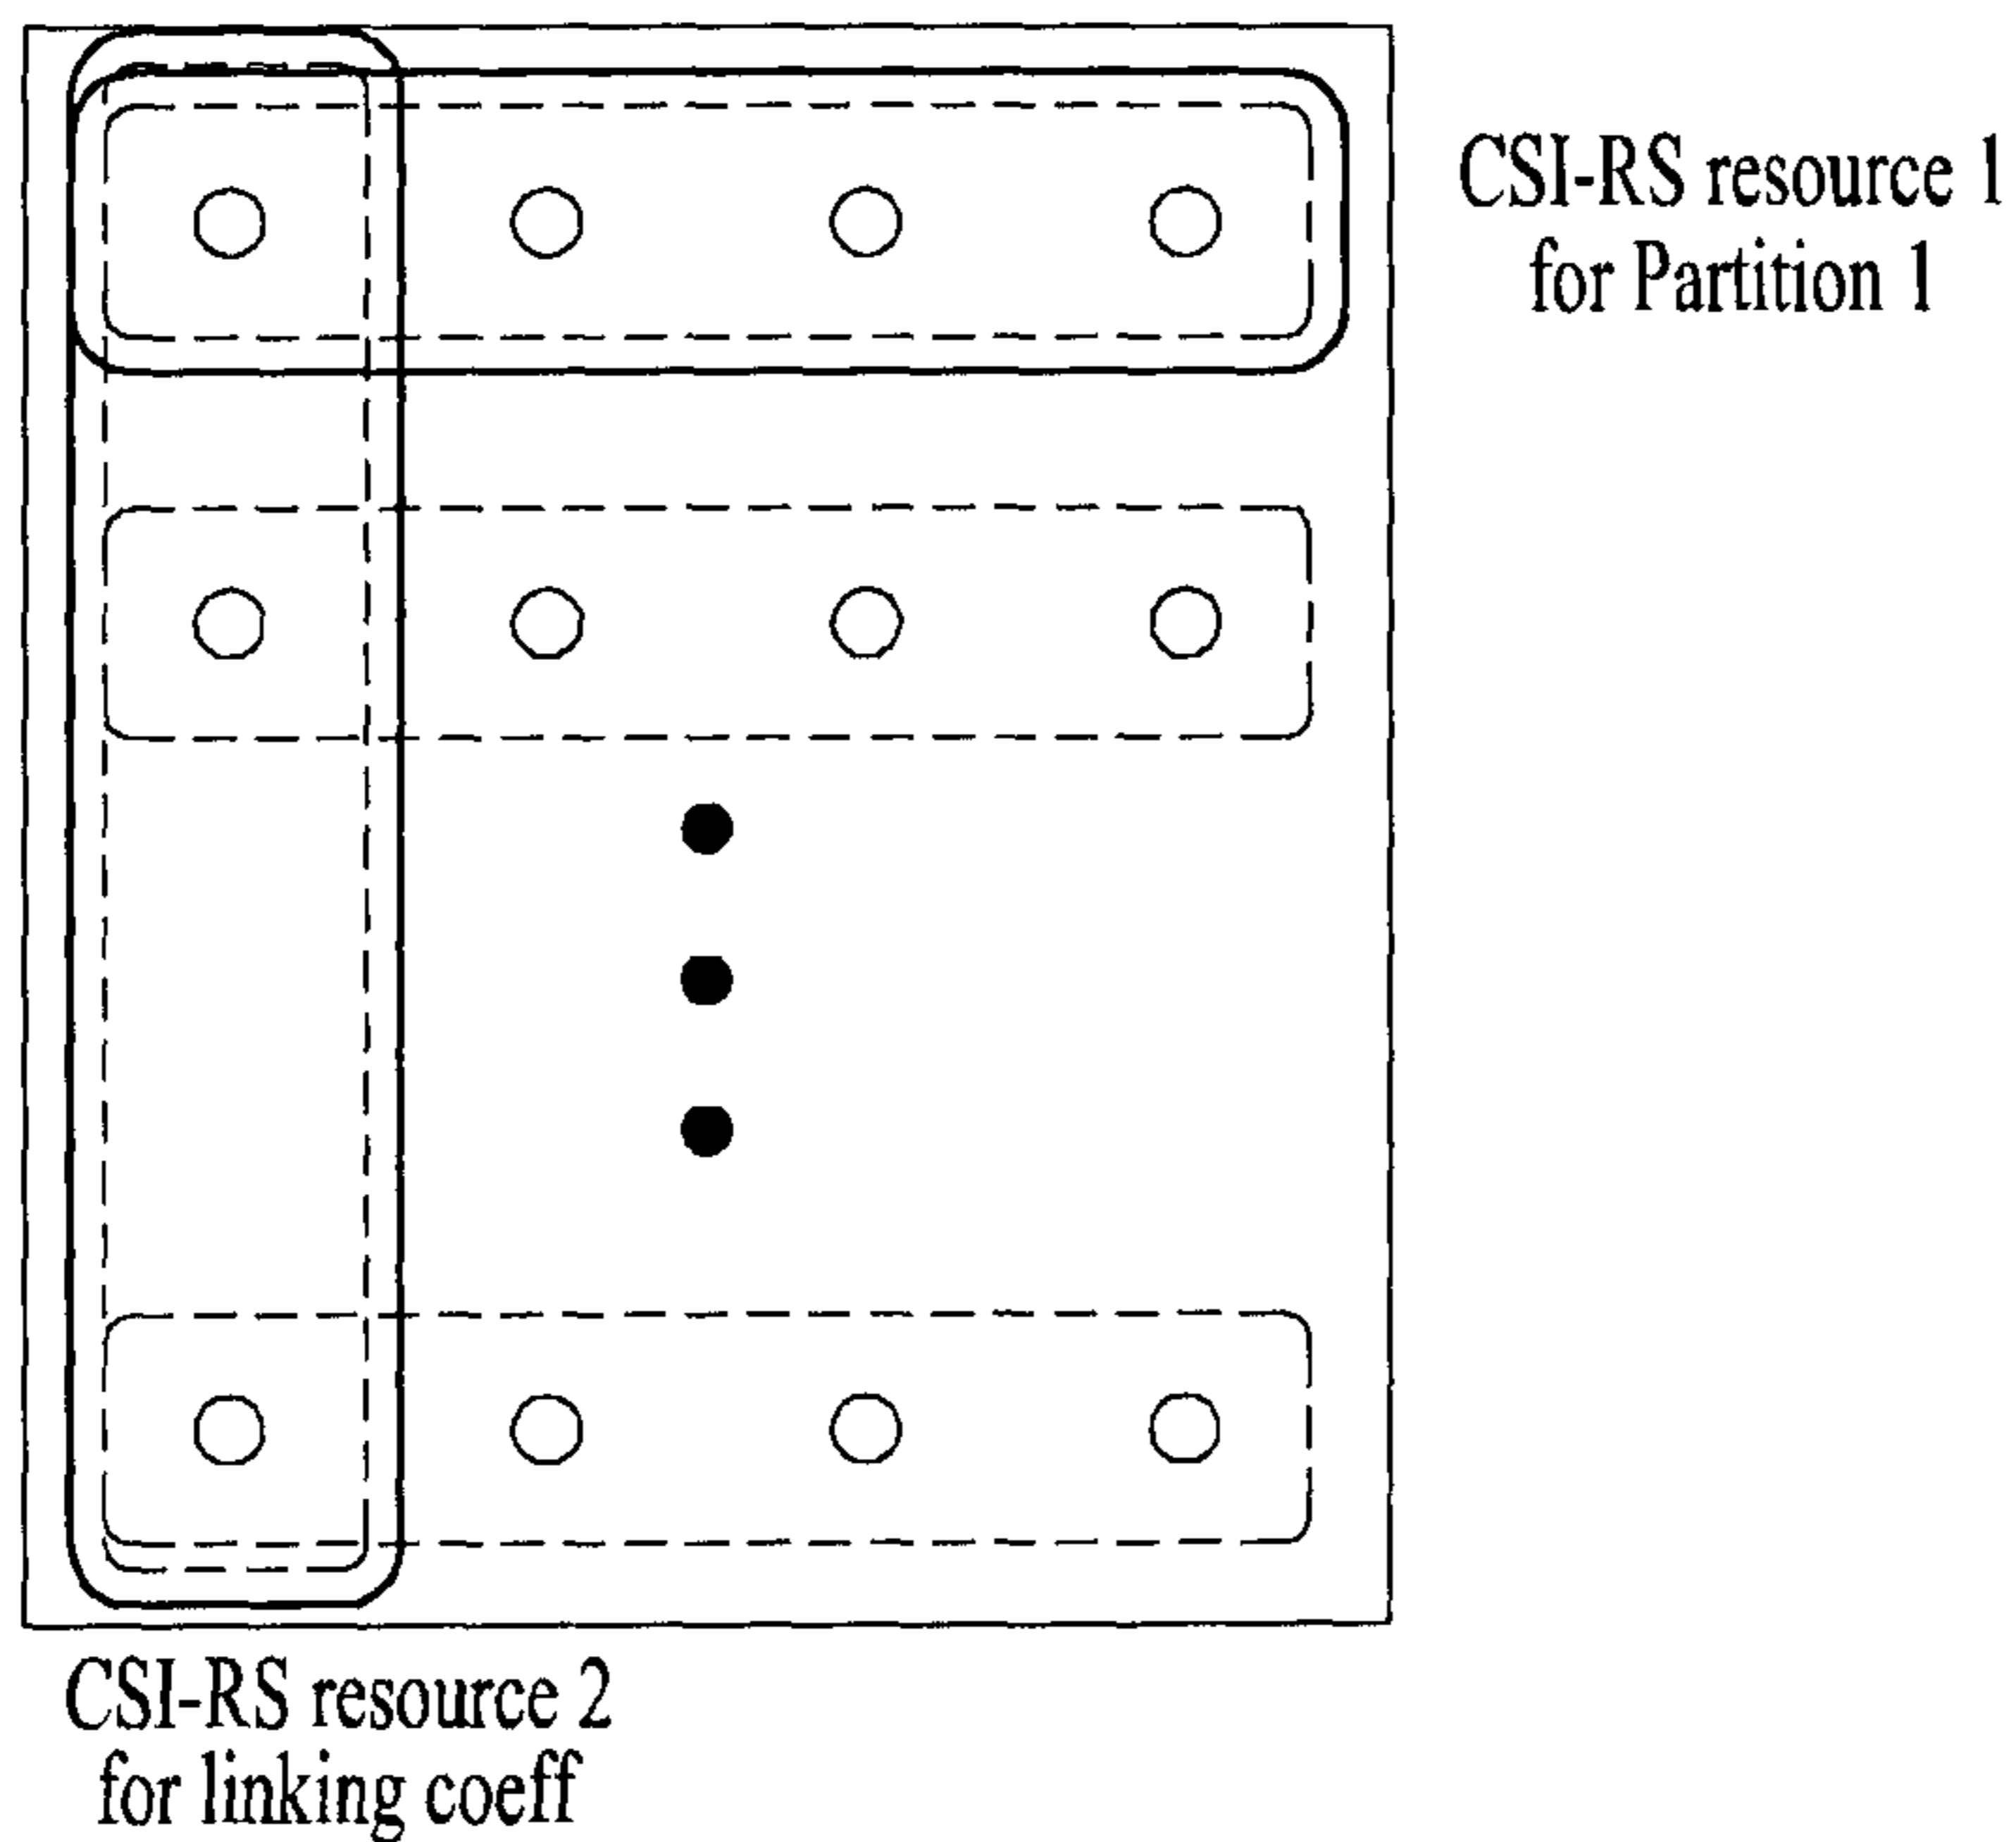 CSI-RS resource 1
for Partition 1
CSI-RS resource 2
for linking coeff